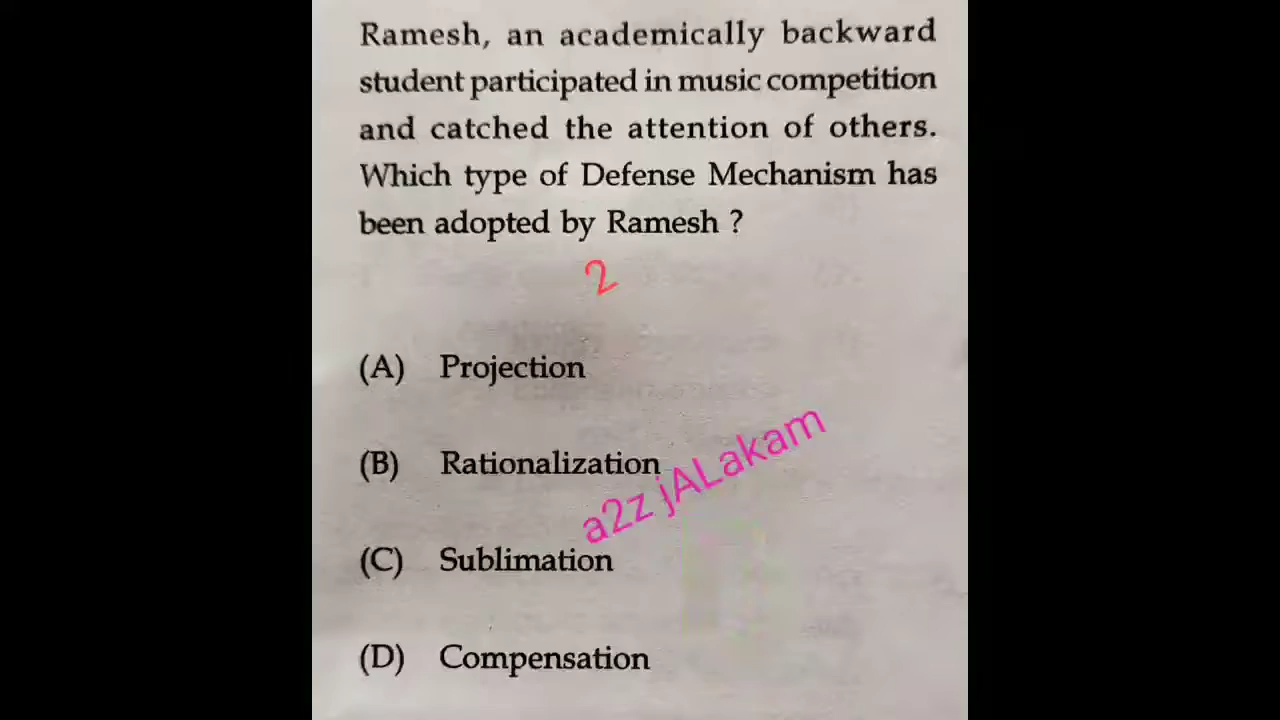 Ramesh, an academically backward
student participated in music competition
and catched the attention of others.
Which type of Defense Mechanism has
been adopted by Ramesh ?
2
(A) Projection
(B) Rationalization
a2z jALakam
(C) Sublimation
(D) Compensation